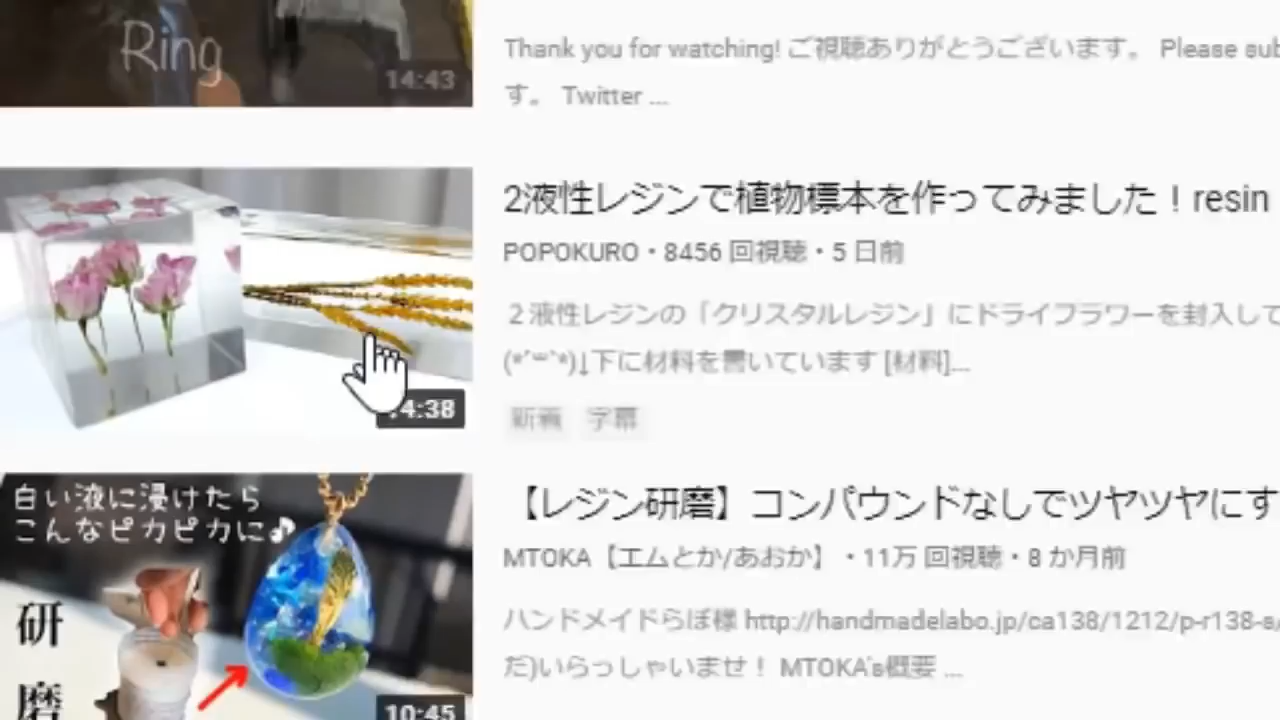 Ring
14:43
Thank you for watching! ご視聴ありがとうございます。 Please sub
す。 Twitter ...
2液性レジンで植物標本を作ってみました！resin
POPOKURO・8456 回視聴・5 日前
２液性レジンの「クリスタルレジン」にドライフラワーを封入して
(*´꒳`*)↓下に材料を書いています [材料]...
4:38
新着 字幕
白い液に浸けたら
こんなピカピカに♪
研
磨
10:45
【レジン研磨】コンパウンドなしでツヤツヤにす
MTOKA【エムとか/あおか】・11万 回視聴・8 か月前
ハンドメイドらぼ様 http://handmadelabo.jp/ca138/1212/p-r138-s/
だ)いらっしゃいませ！ MTOKA's概要 ...